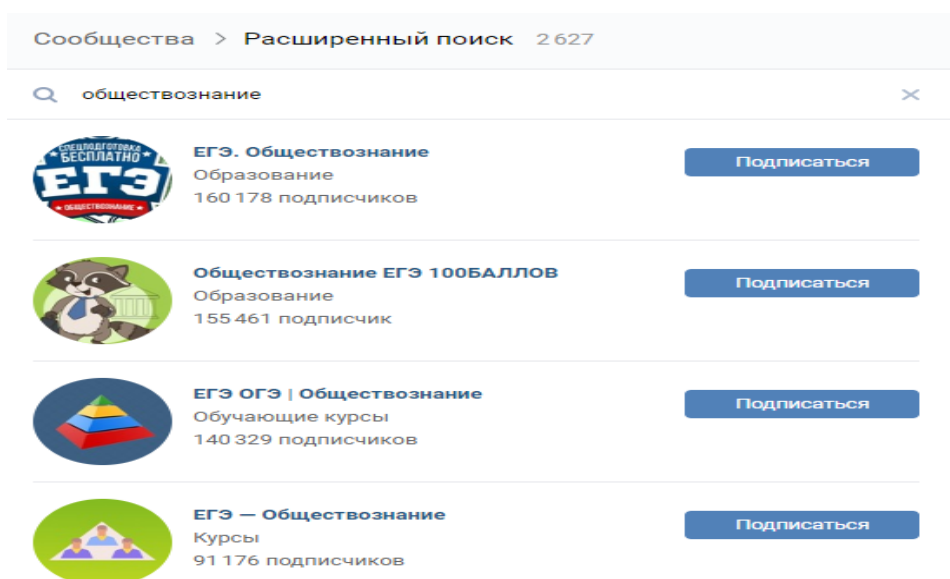 Сообщества > Расширенный поиск 2 627
обществознание
СПЕЦПОДГОТОВКА
БЕСПЛАТНО
ЕГЭ
ОБЩЕСТВОЗНАНИЕ
ЕГЭ. Обществознание
Образование
160 178 подписчиков
Подписаться
Обществознание ЕГЭ 100БАЛЛОВ
Образование
155 461 подписчик
Подписаться
ЕГЭ ОГЭ | Обществознание
Обучающие курсы
140 329 подписчиков
Подписаться
ЕГЭ — Обществознание
Курсы
91 176 подписчиков
Подписаться